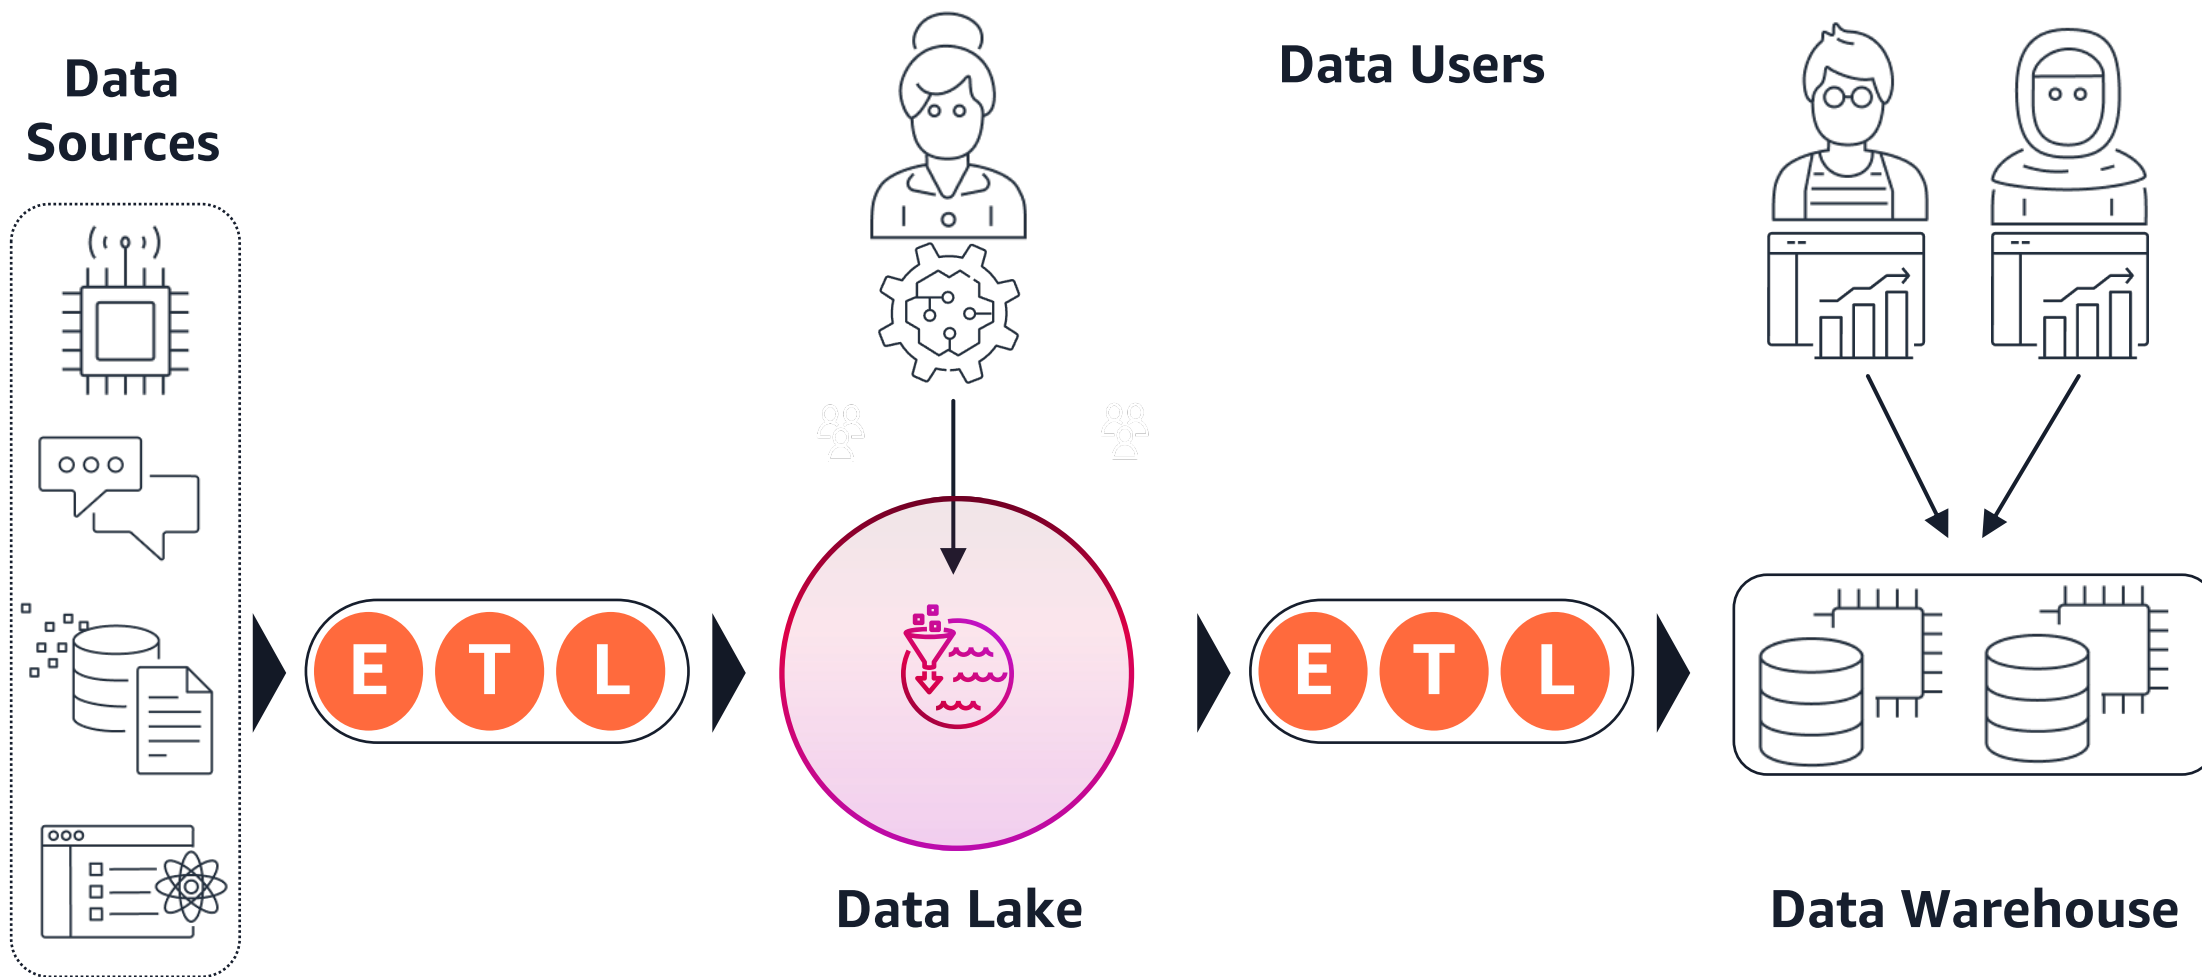 Data
Sources
Data Users
E T L
E T L
Data Lake
Data Warehouse